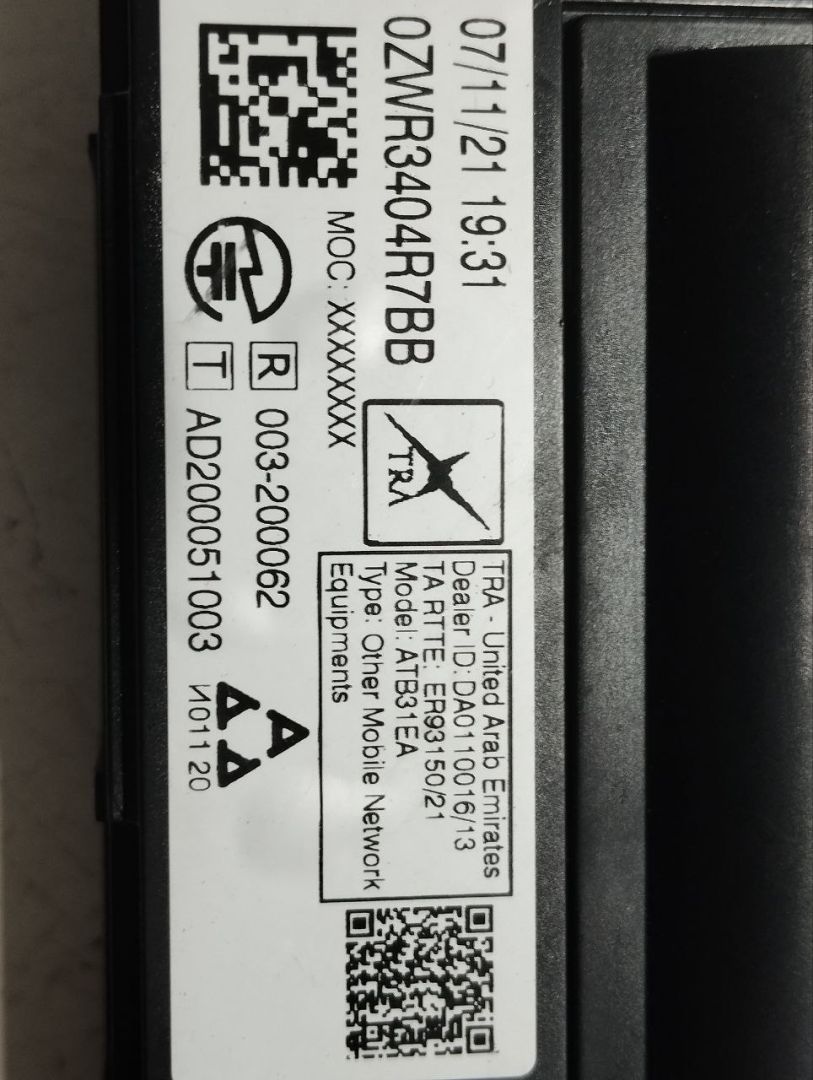 07/11/21 19:31
0ZWR3404R7BB
MOC: XXXXXXX
R 003-200062
T AD200051003
TRA
TRA - United Arab Emirates
Dealer ID: DA0110016/13
TA RTTE: ER93150/21
Model: ATB31EA
Type: Other Mobile Network
Equipments
A
A A
И011 20